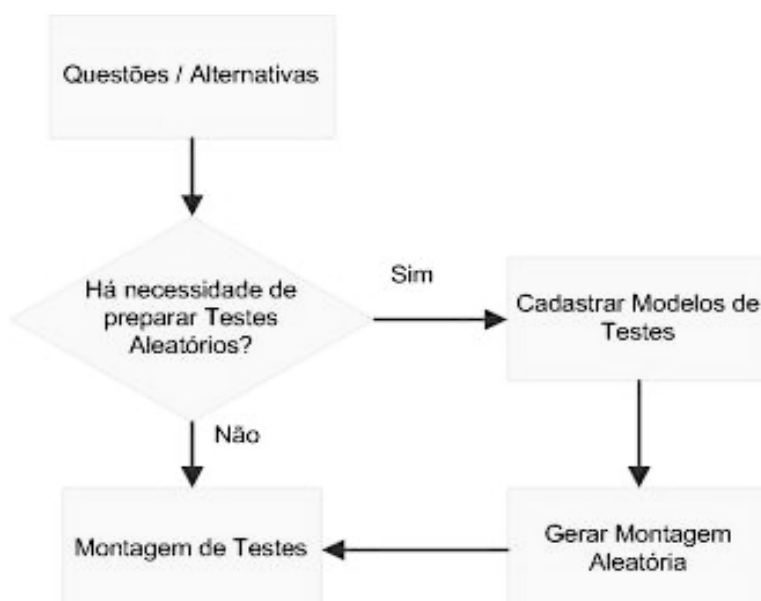 Questões / Alternativas
Há necessidade de
preparar Testes
Aleatórios?
Sim
Cadastrar Modelos de
Testes
Não
Montagem de Testes
Gerar Montagem
Aleatória